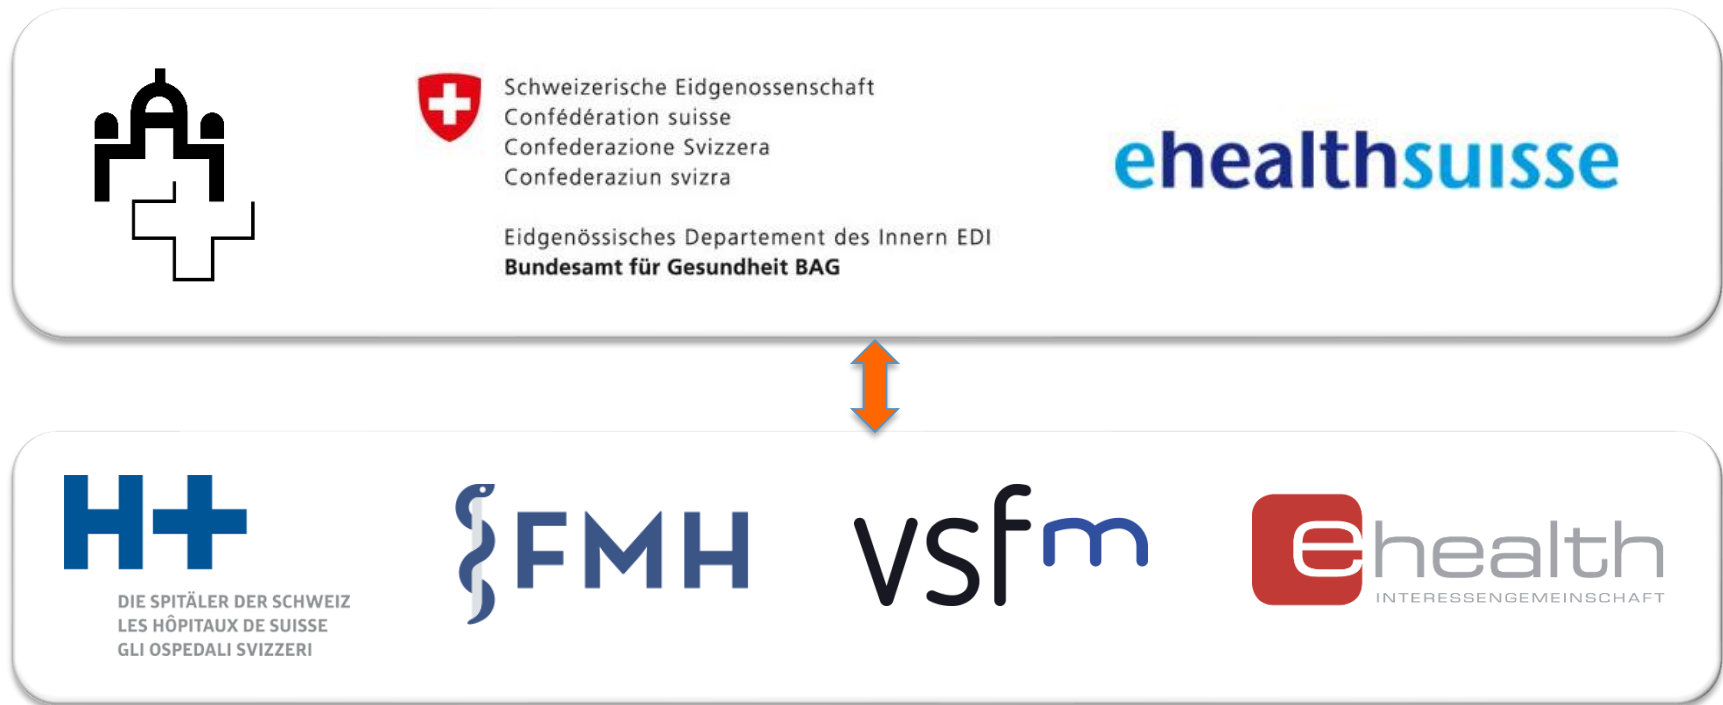 Schweizerische Eidgenossenschaft
Confédération suisse
Confederazione Svizzera
Confederaziun svizra
Eidgenössisches Departement des Innern EDI
Bundesamt für Gesundheit BAG
ehealthsuisse
H+
DIE SPITÄLER DER SCHWEIZ
LES HÔPITAUX DE SUISSE
GLI OSPEDALI SVIZZERI
FMH
vsfm
ehealth
INTERESSENGEMEINSCHAFT